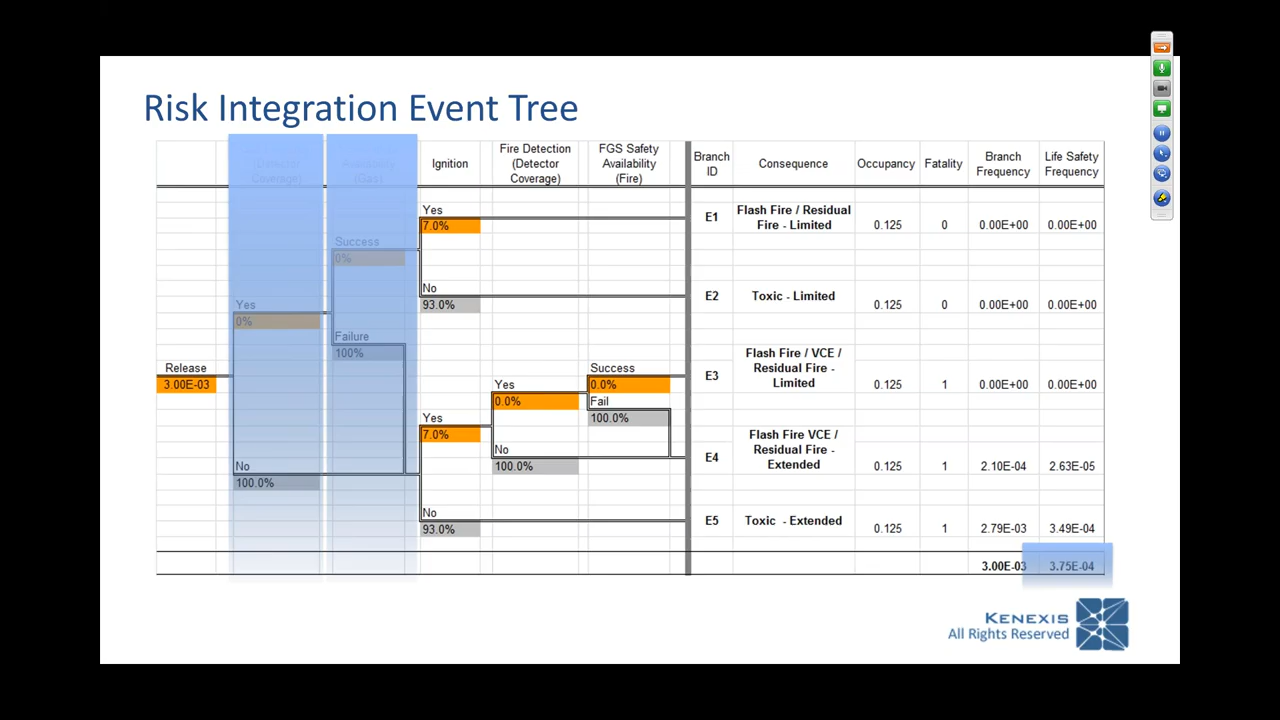 Risk Integration Event Tree
(Detector
Coverage)
(Gas)
Ignition
Fire Detection
(Detector
Coverage)
FGS Safety
Availability
(Fire)
Branch
ID
Consequence
Occupancy
Fatality
Branch
Frequency
Life Safety
Frequency
Release
3.00E-03
Yes
0%
No
100.0%
Success
0%
Failure
100%
Yes
7.0%
No
93.0%
Yes
7.0%
No
93.0%
Yes
0.0%
No
100.0%
Success
0.0%
Fail
100.0%
E1
Flash Fire / Residual
Fire - Limited
0.125
0
0.00E+00
0.00E+00
E2
Toxic - Limited
0.125
0
0.00E+00
0.00E+00
E3
Flash Fire / VCE /
Residual Fire -
Limited
0.125
1
0.00E+00
0.00E+00
E4
Flash Fire VCE /
Residual Fire -
Extended
0.125
1
2.10E-04
2.63E-05
E5
Toxic - Extended
0.125
1
2.79E-03
3.49E-04
3.00E-03
3.75E-04
KENEXIS
All Rights Reserved